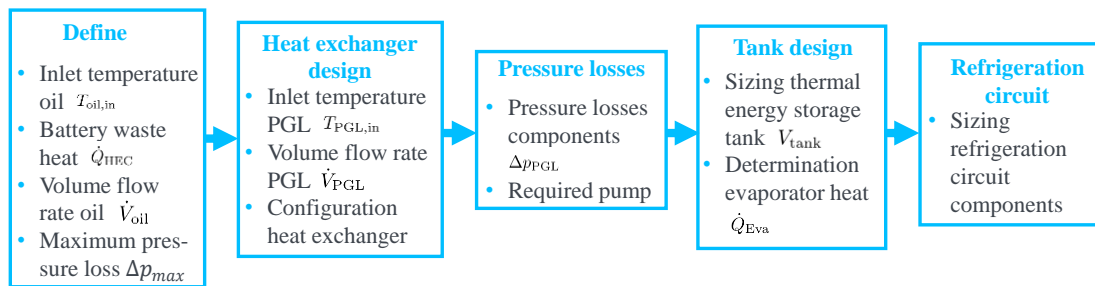 Define
• Inlet temperature
oil T_oil,in
• Battery waste
heat Q̇_HEC
• Volume flow
rate oil V̇_oil
• Maximum pres-
sure loss Δp_max
Heat exchanger
design
• Inlet temperature
PGL T_PGL,in
• Volume flow rate
PGL V̇_PGL
• Configuration
heat exchanger
Pressure losses
• Pressure losses
components
Δp_PGL
• Required pump
Tank design
• Sizing thermal
energy storage
tank V_tank
• Determination
evaporator heat
Q̇_Eva
Refrigeration
circuit
• Sizing
refrigeration
circuit
components